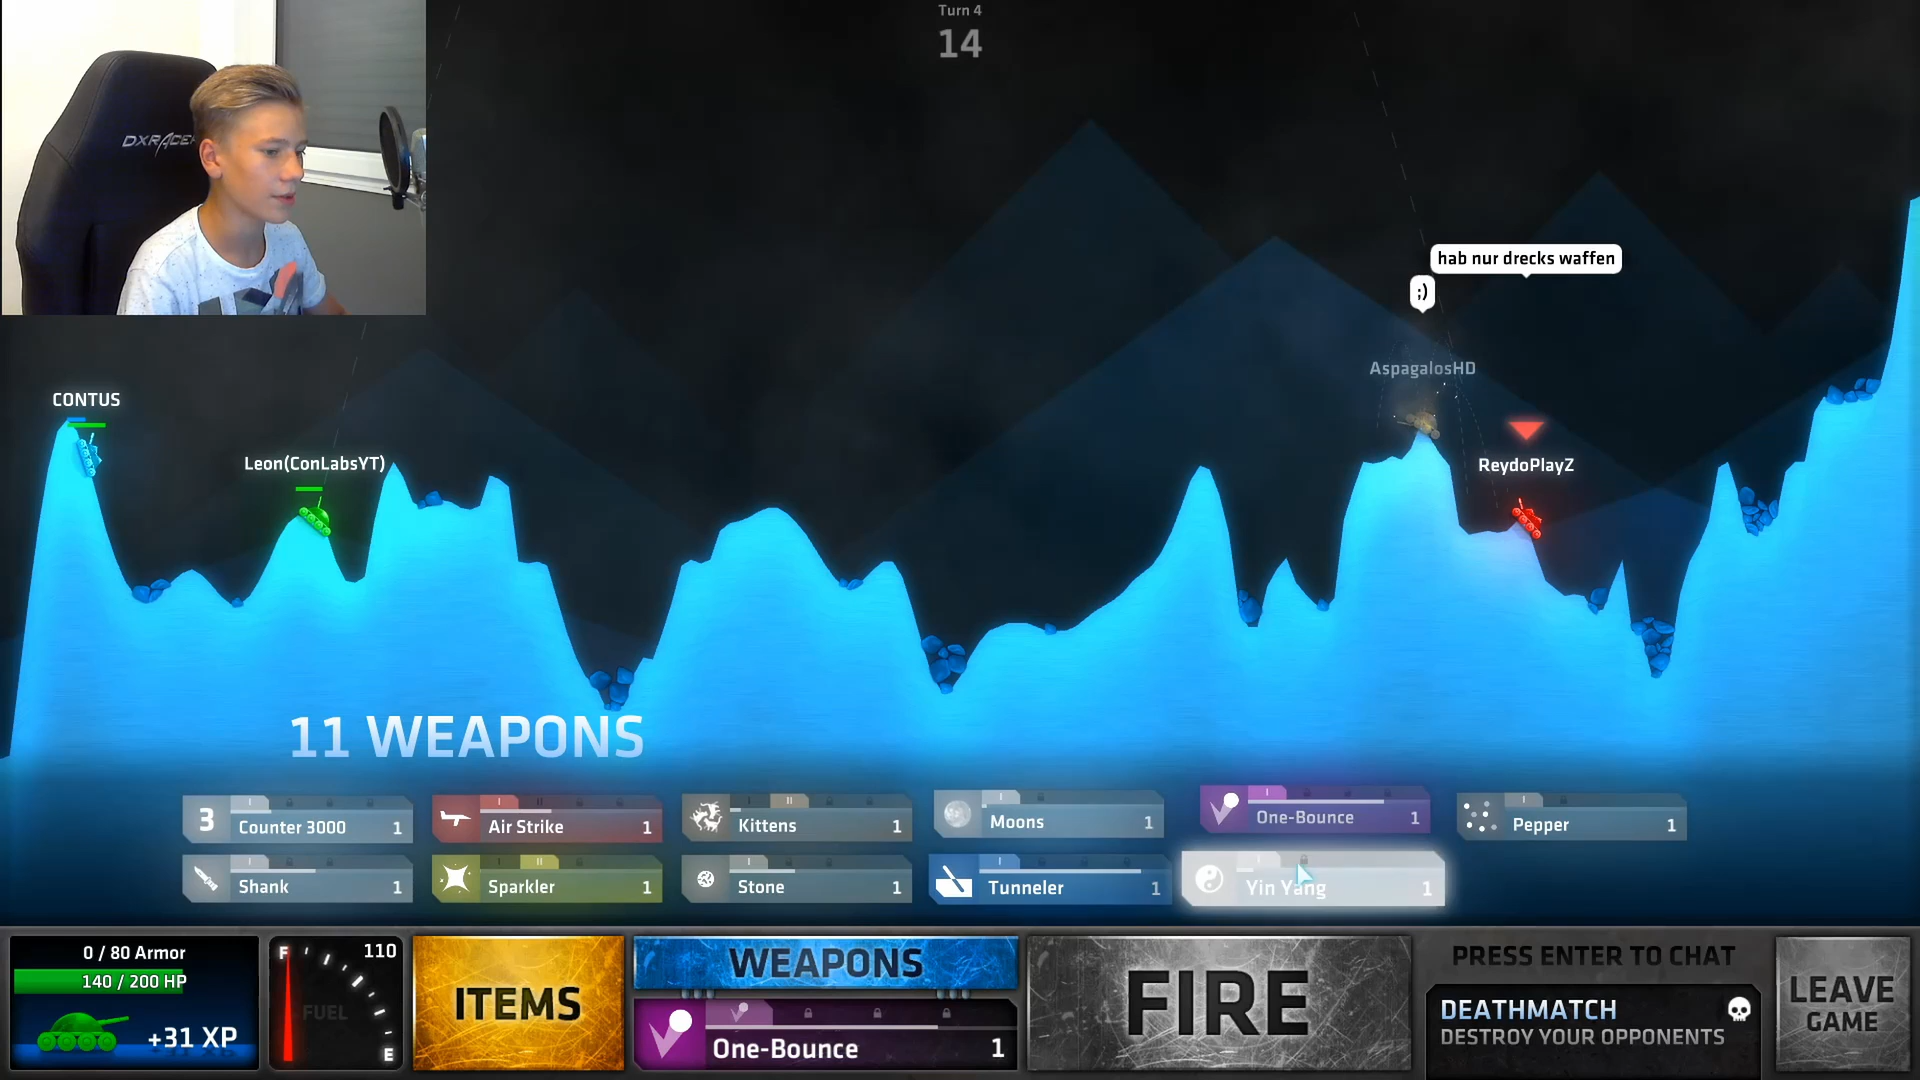 Turn 4
14
DXRACER
hab nur drecks waffen
;)
AspagalosHD
CONTUS
Leon(ConLabsYT)
ReydoPlayZ
11 WEAPONS
3 Counter 3000 1
Air Strike 1
Kittens 1
Moons 1
One-Bounce 1
Pepper 1
Shank 1
Sparkler 1
Stone 1
Tunneler 1
Yin Yang 1
0 / 80 Armor
140 / 200 HP
+31 XP
F 110
FUEL
E
ITEMS
WEAPONS
One-Bounce 1
FIRE
PRESS ENTER TO CHAT
DEATHMATCH
DESTROY YOUR OPPONENTS
LEAVE
GAME